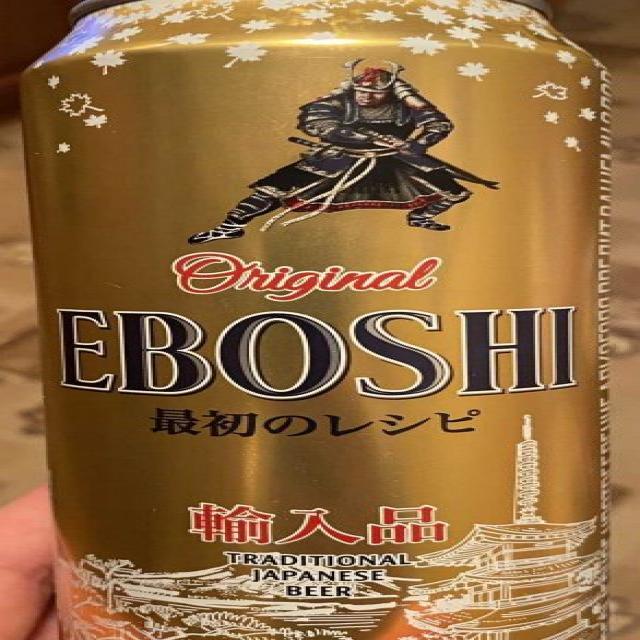 Original
EBOSHI
最初のレシピ
輸入品
TRADITIONAL
JAPANESE
BEER